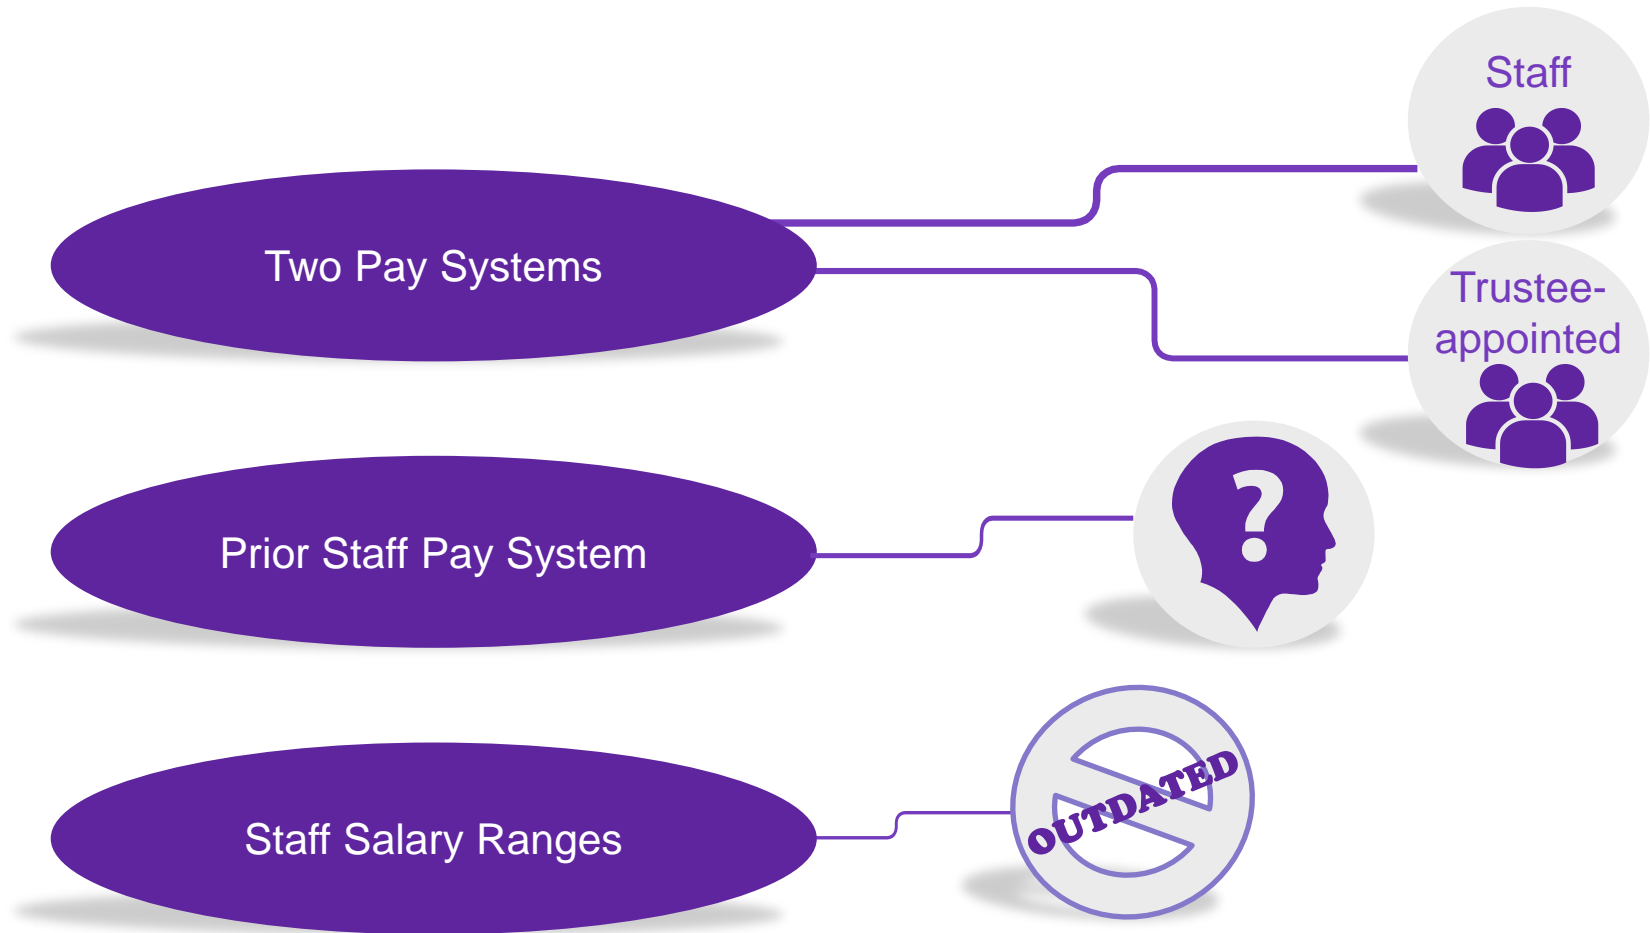 Staff
Two Pay Systems
Trustee-
appointed
?
Prior Staff Pay System
OUTDATED
Staff Salary Ranges